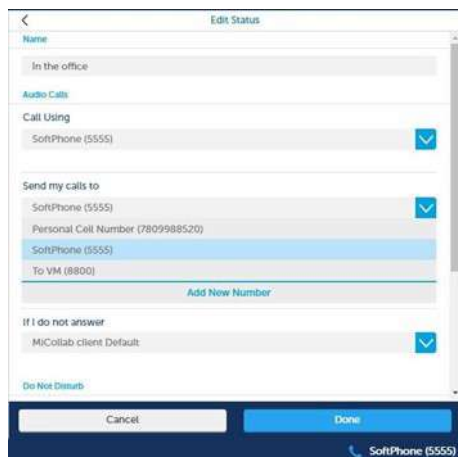 Edit Status
Name
In the office
Audio Calls
Call Using
SoftPhone (5555)
Send my calls to
SoftPhone (5555)
Personal Cell Number (7809988520)
SoftPhone (5555)
To VM (8800)
Add New Number
If I do not answer
MiCollab client Default
Do Not Disturb
Cancel Done
SoftPhone (5555)